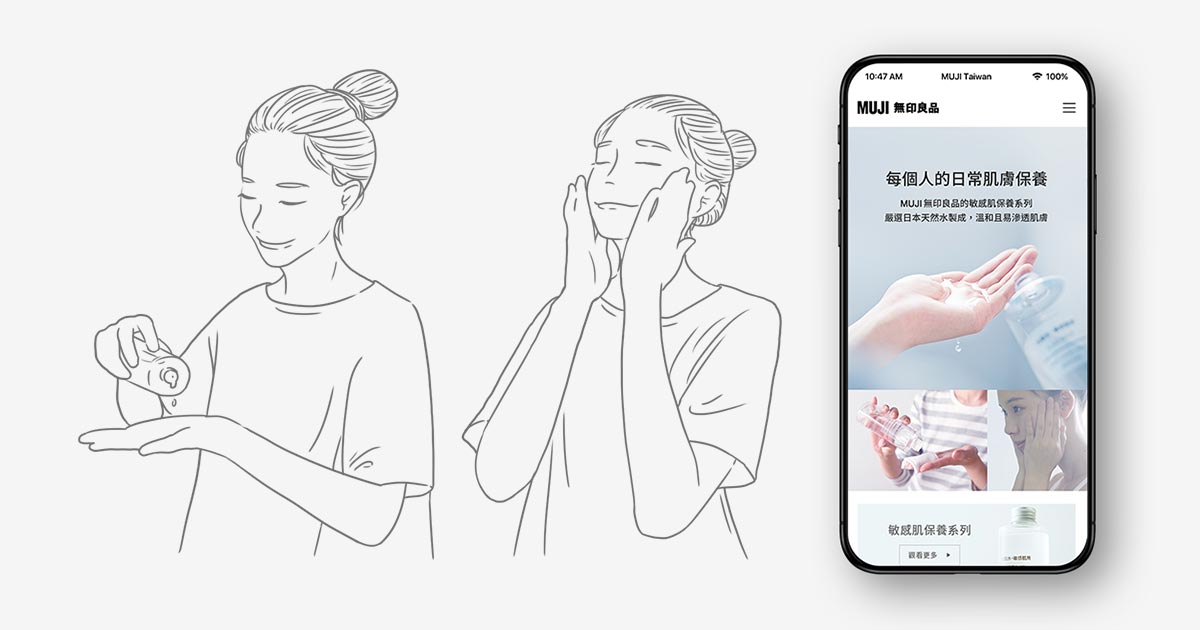 10:47 AM MUJI Taiwan 100%
MUJI 無印良品
每個人的日常肌膚保養
MUJI 無印良品的敏感肌保養系列
嚴選日本天然水製成，溫和且易滲透肌膚
敏感肌保養系列
觀看更多